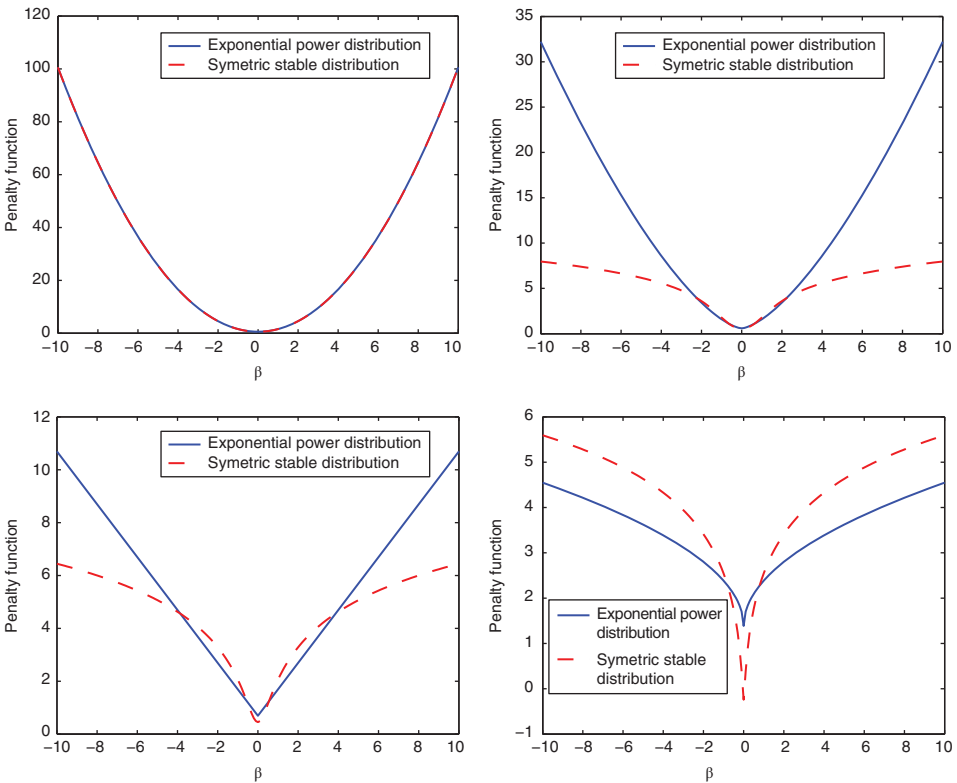 120
100
80
60
40
20
0
Penalty function
Exponential power distribution
Symetric stable distribution
−10 −8 −6 −4 −2 0 2 4 6 8 10
β
35
30
25
20
15
10
5
0
Penalty function
Exponential power distribution
Symetric stable distribution
−10 −8 −6 −4 −2 0 2 4 6 8 10
β
12
10
8
6
4
2
0
Penalty function
Exponential power distribution
Symetric stable distribution
−10 −8 −6 −4 −2 0 2 4 6 8 10
β
6
5
4
3
2
1
0
−1
Penalty function
Exponential power
distribution
Symetric stable
distribution
−10 −8 −6 −4 −2 0 2 4 6 8 10
β